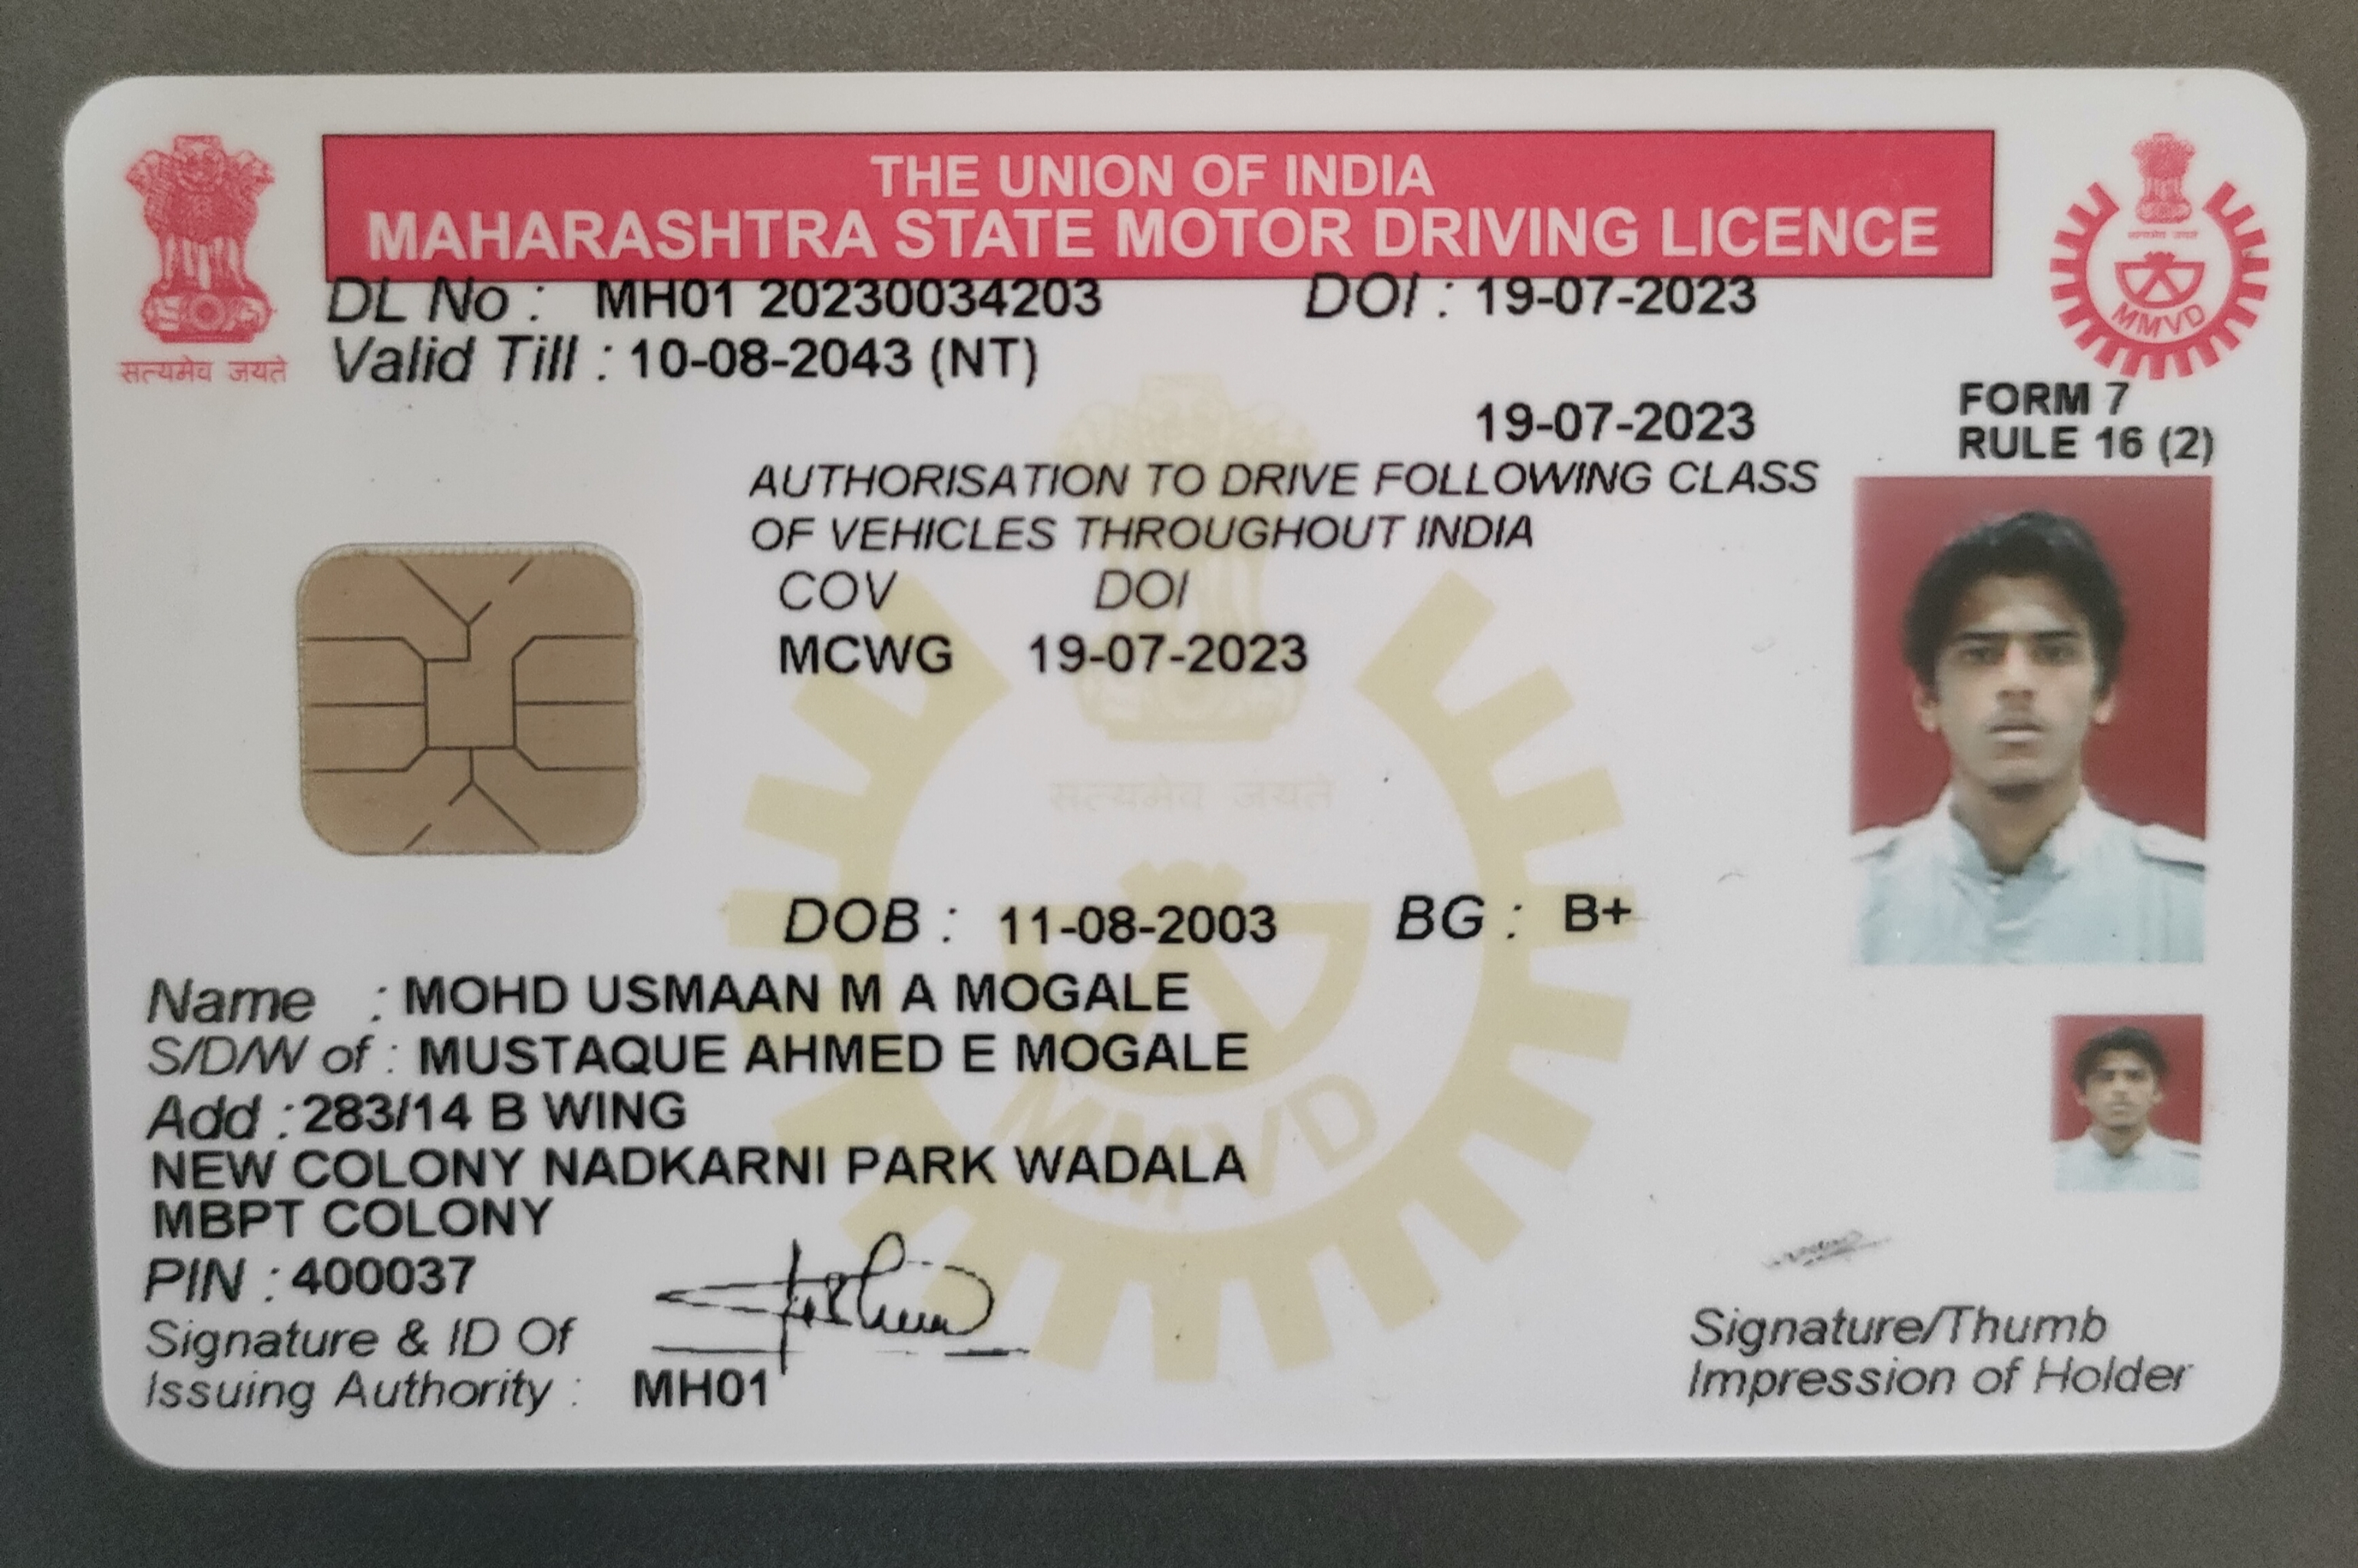 THE UNION OF INDIA
MAHARASHTRA STATE MOTOR DRIVING LICENCE
सत्यमेव जयते
MMVD
DL No : MH01 20230034203 DOI : 19-07-2023
Valid Till : 10-08-2043 (NT)
19-07-2023
FORM 7
RULE 16 (2)
AUTHORISATION TO DRIVE FOLLOWING CLASS
OF VEHICLES THROUGHOUT INDIA
COV DOI
MCWG 19-07-2023
सत्यमेव जयते
DOB : 11-08-2003 BG : B+
Name : MOHD USMAAN M A MOGALE
S/D/W of : MUSTAQUE AHMED E MOGALE
Add : 283/14 B WING
NEW COLONY NADKARNI PARK WADALA
MBPT COLONY
MMVD
PIN : 400037
Signature & ID Of
Issuing Authority : MH01
Signature/Thumb
Impression of Holder